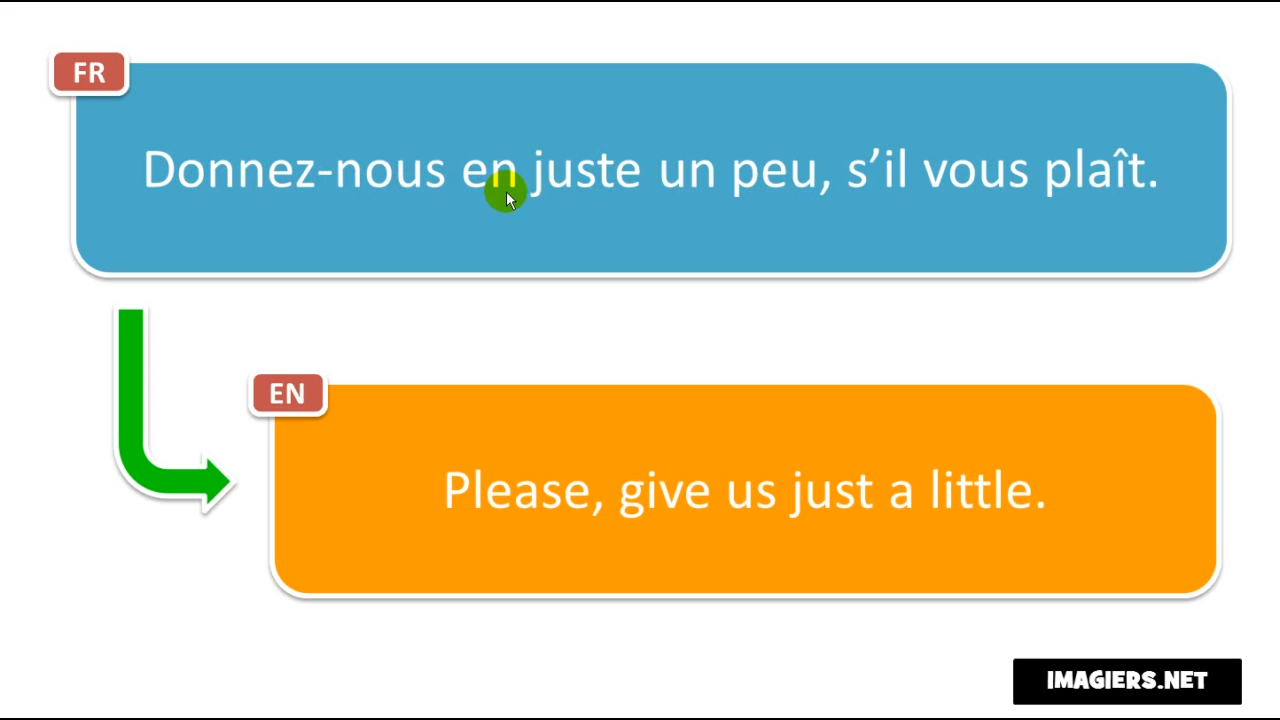 FR
Donnez-nous en juste un peu, s’il vous plaît.
EN
Please, give us just a little.
IMAGIERS.NET